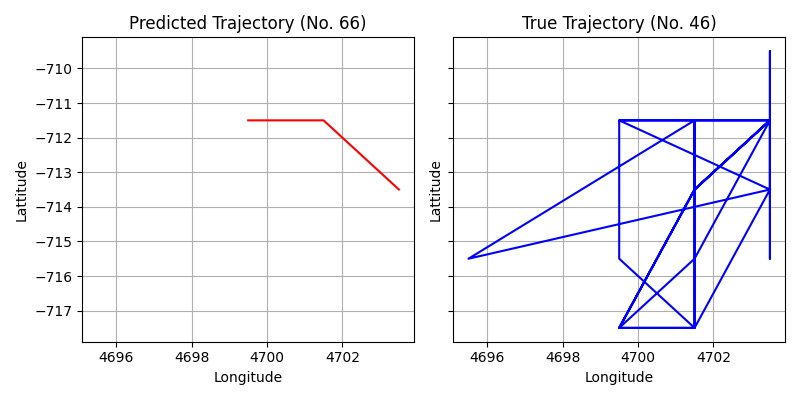 Predicted Trajectory (No. 66)
True Trajectory (No. 46)
Lattitude
−710
−711
−712
−713
−714
−715
−716
−717
4696
4698
4700
4702
Longitude
Lattitude
4696
4698
4700
4702
Longitude